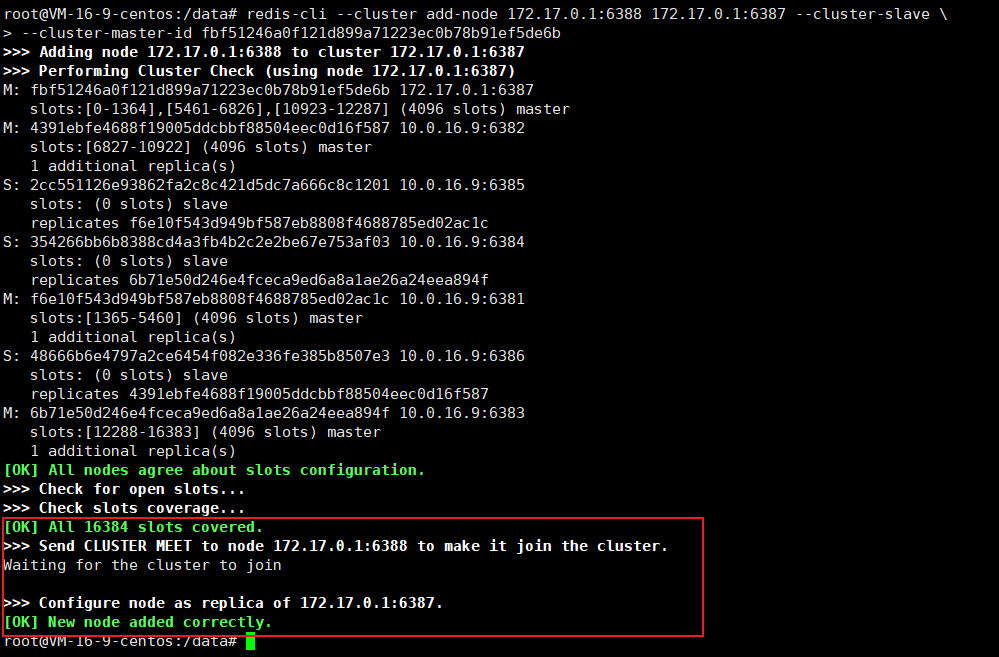 root@VM-16-9-centos:/data# redis-cli --cluster add-node 172.17.0.1:6388 172.17.0.1:6387 --cluster-slave \
> --cluster-master-id fbf51246a0f121d899a71223ec0b78b91ef5de6b
>>> Adding node 172.17.0.1:6388 to cluster 172.17.0.1:6387
>>> Performing Cluster Check (using node 172.17.0.1:6387)
M: fbf51246a0f121d899a71223ec0b78b91ef5de6b 172.17.0.1:6387
   slots:[0-1364],[5461-6826],[10923-12287] (4096 slots) master
M: 4391ebfe4688f19005ddcbbf88504eec0d16f587 10.0.16.9:6382
   slots:[6827-10922] (4096 slots) master
   1 additional replica(s)
S: 2cc551126e93862fa2c8c421d5dc7a666c8c1201 10.0.16.9:6385
   slots: (0 slots) slave
   replicates f6e10f543d949bf587eb8808f4688785ed02ac1c
S: 354266bb6b8388cd4a3fb4b2c2e2be67e753af03 10.0.16.9:6384
   slots: (0 slots) slave
   replicates 6b71e50d246e4fceca9ed6a8a1ae26a24eea894f
M: f6e10f543d949bf587eb8808f4688785ed02ac1c 10.0.16.9:6381
   slots:[1365-5460] (4096 slots) master
   1 additional replica(s)
S: 48666b6e4797a2ce6454f082e336fe385b8507e3 10.0.16.9:6386
   slots: (0 slots) slave
   replicates 4391ebfe4688f19005ddcbbf88504eec0d16f587
M: 6b71e50d246e4fceca9ed6a8a1ae26a24eea894f 10.0.16.9:6383
   slots:[12288-16383] (4096 slots) master
   1 additional replica(s)
[OK] All nodes agree about slots configuration.
>>> Check for open slots...
>>> Check slots coverage...
[OK] All 16384 slots covered.
>>> Send CLUSTER MEET to node 172.17.0.1:6388 to make it join the cluster.
Waiting for the cluster to join
>>> Configure node as replica of 172.17.0.1:6387.
[OK] New node added correctly.
root@VM-16-9-centos:/data#